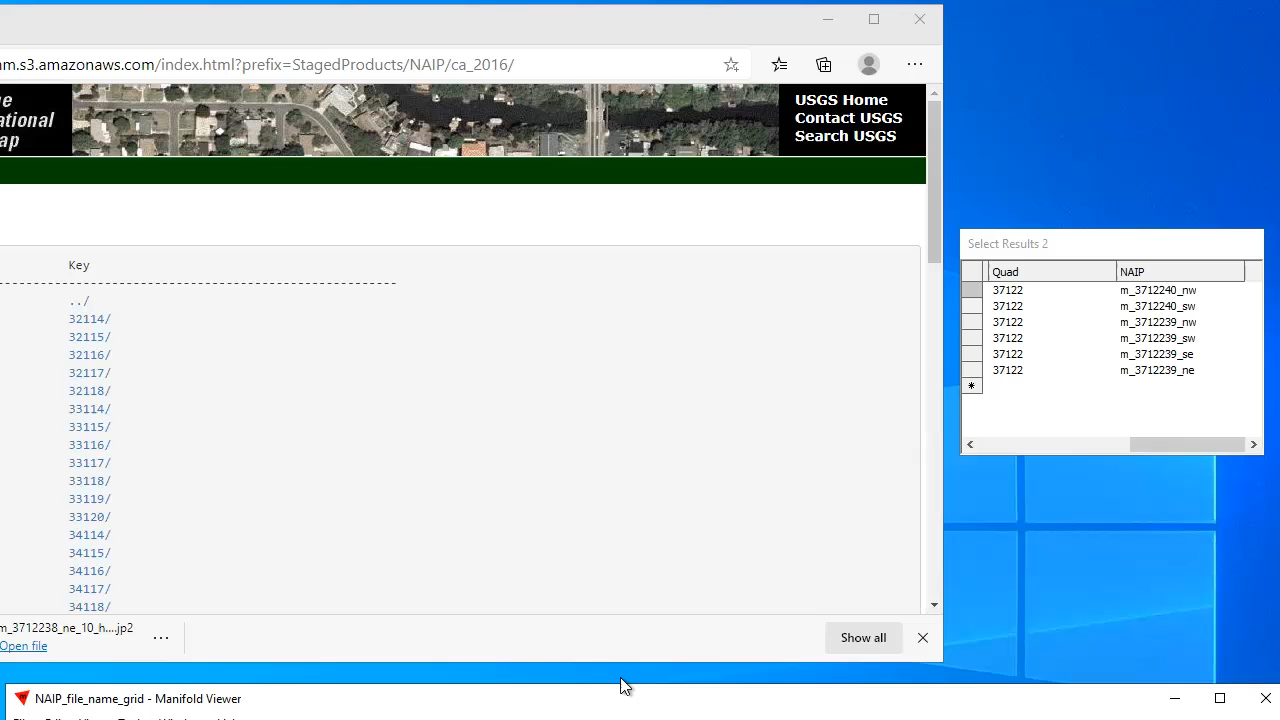 nm.s3.amazonaws.com/index.html?prefix=StagedProducts/NAIP/ca_2016/
ational
ap
USGS Home
Contact USGS
Search USGS
Key
--------------------------------------------------
../
32114/
32115/
32116/
32117/
32118/
33114/
33115/
33116/
33117/
33118/
33119/
33120/
34114/
34115/
34116/
34117/
34118/
m_3712238_ne_10_h....jp2
Open file
Show all
Select Results 2
Quad NAIP
37122 m_3712240_nw
37122 m_3712240_sw
37122 m_3712239_nw
37122 m_3712239_sw
37122 m_3712239_se
37122 m_3712239_ne
*
NAIP_file_name_grid - Manifold Viewer